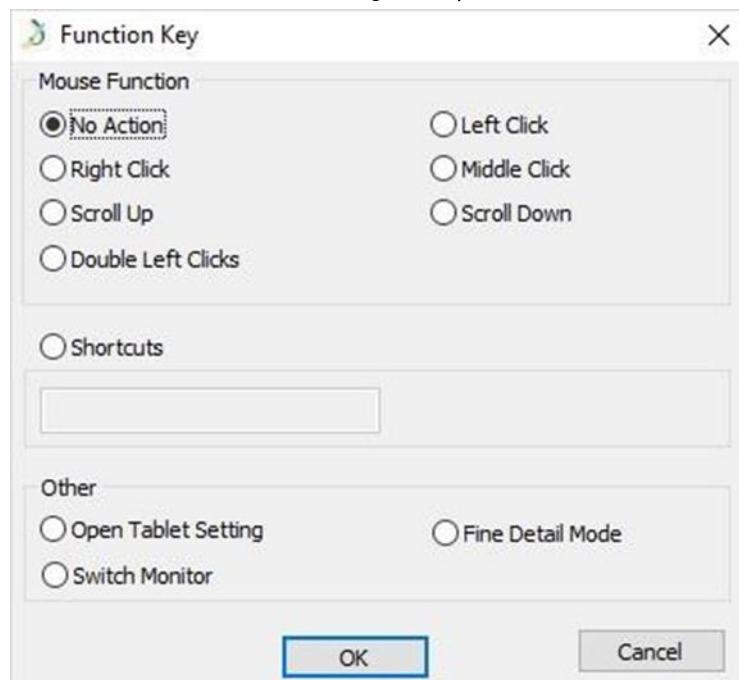 Function Key
Mouse Function
No Action
Left Click
Right Click
Middle Click
Scroll Up
Scroll Down
Double Left Clicks
Shortcuts
Other
Open Tablet Setting
Fine Detail Mode
Switch Monitor
OK
Cancel